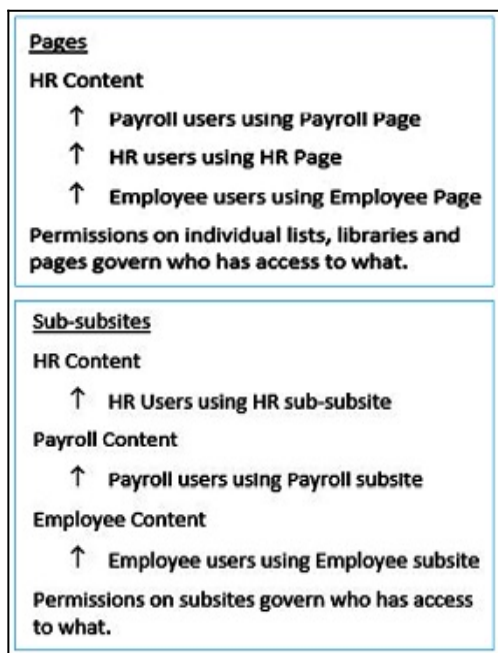 Pages
HR Content
↑ Payroll users using Payroll Page
↑ HR users using HR Page
↑ Employee users using Employee Page
Permissions on individual lists, libraries and
pages govern who has access to what.
Sub-subsites
HR Content
↑ HR Users using HR sub-subsite
Payroll Content
↑ Payroll users using Payroll subsite
Employee Content
↑ Employee users using Employee subsite
Permissions on subsites govern who has access
to what.